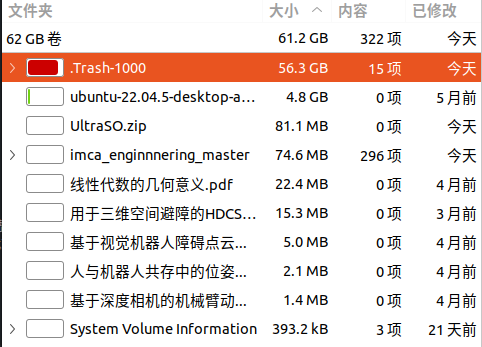 文件夹 大小 内容 已修改
62 GB 卷 61.2 GB 322 项 今天
.Trash-1000 56.3 GB 15 项 今天
ubuntu-22.04.5-desktop-a... 4.8 GB 0 项 5 月前
UltraSO.zip 81.1 MB 0 项 今天
imca_enginnnering_master 74.6 MB 296 项 今天
线性代数的几何意义.pdf 22.4 MB 0 项 4 月前
用于三维空间避障的HDCS... 15.3 MB 0 项 3 月前
基于视觉机器人障碍点云... 5.0 MB 0 项 4 月前
人与机器人共存中的位姿... 2.1 MB 0 项 4 月前
基于深度相机的机械臂动... 1.4 MB 0 项 4 月前
System Volume Information 393.2 kB 3 项 21 天前